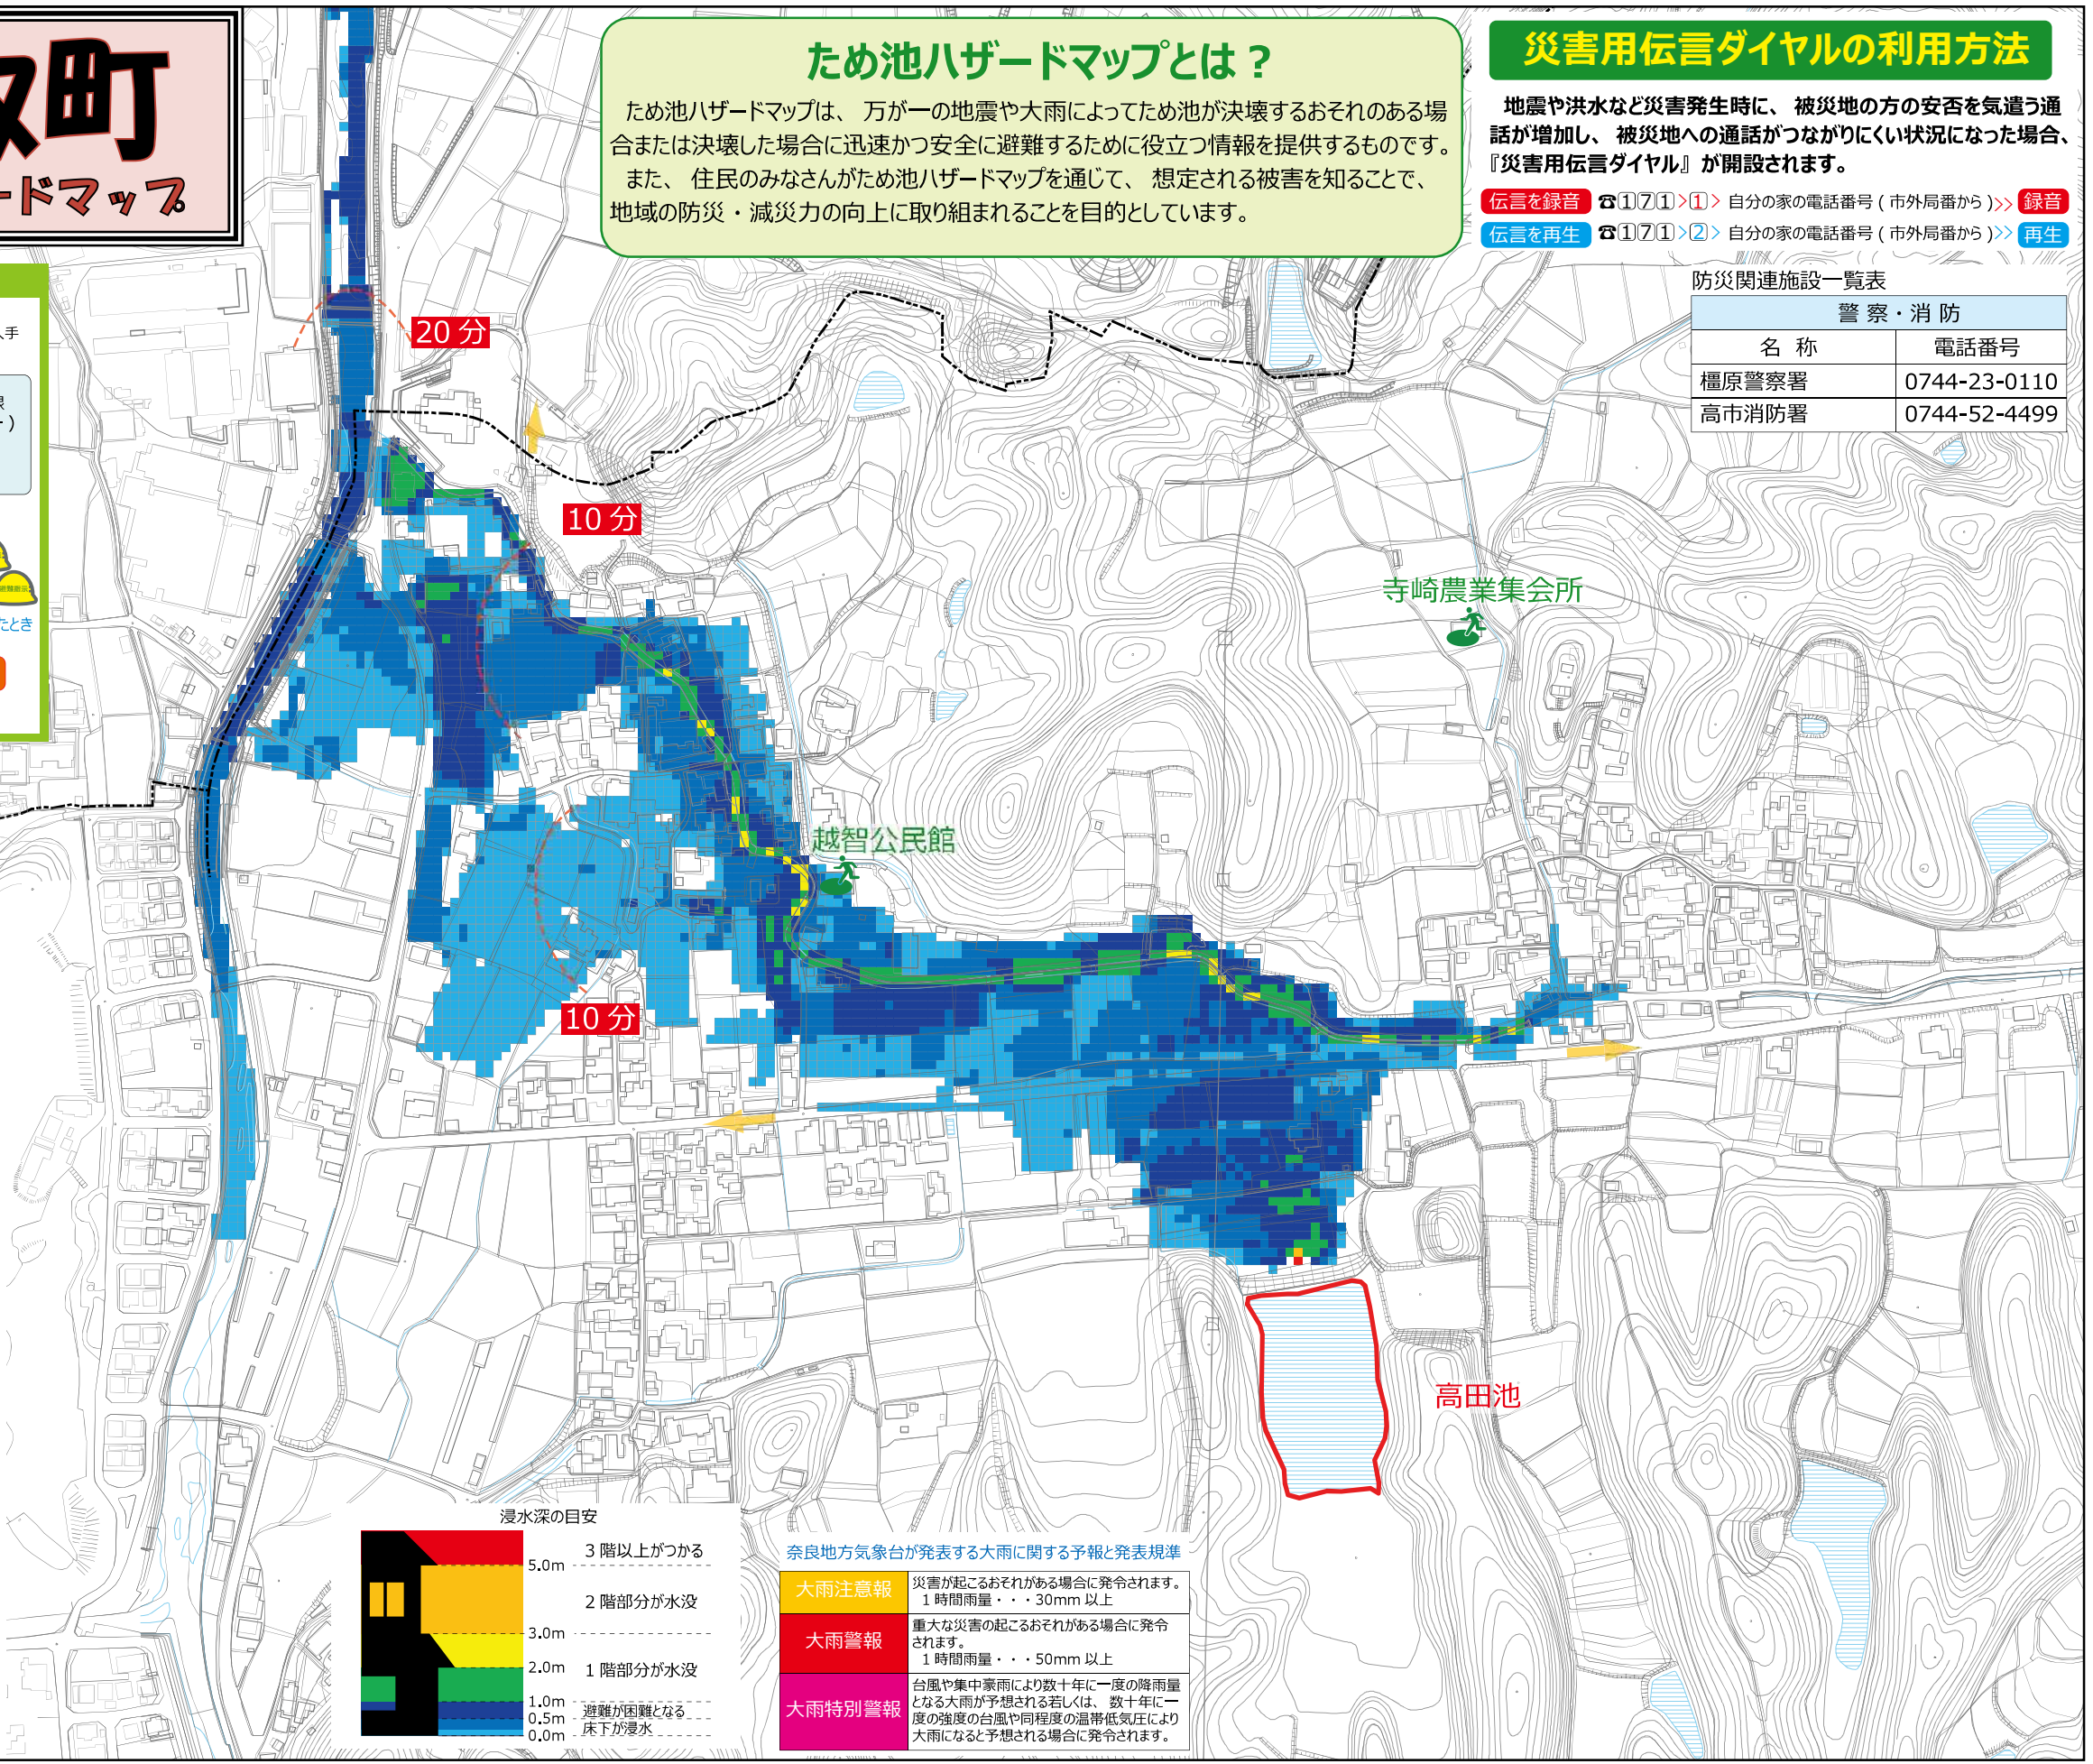 取町
ードマップ
ため池ハザードマップとは？
ため池ハザードマップは、 万が一の地震や大雨によってため池が決壊するおそれのある場
合または決壊した場合に迅速かつ安全に避難するために役立つ情報を提供するものです。
また、 住民のみなさんがため池ハザードマップを通じて、 想定される被害を知ることで、
地域の防災・減災力の向上に取り組まれることを目的としています。
災害用伝言ダイヤルの利用方法
地震や洪水など災害発生時に、 被災地の方の安否を気遣う通
話が増加し、 被災地への通話がつながりにくい状況になった場合、
『災害用伝言ダイヤル』が開設されます。
伝言を録音 ☎171>1> 自分の家の電話番号 ( 市外局番から )>> 録音
伝言を再生 ☎171>2> 自分の家の電話番号 ( 市外局番から )>> 再生
防災関連施設一覧表
警 察・消 防
名 称 電話番号
橿原警察署 0744-23-0110
高市消防署 0744-52-4499
手
たとき
20 分
10 分
寺崎農業集会所
越智公民館
10 分
高田池
浸水深の目安
３階以上がつかる
5.0m
２階部分が水没
3.0m
2.0m １階部分が水没
1.0m
避難が困難となる
0.5m
床下が浸水
0.0m
奈良地方気象台が発表する大雨に関する予報と発表規準
大雨注意報
災害が起こるおそれがある場合に発令されます。
１時間雨量・・・30mm 以上
大雨警報
重大な災害の起こるおそれがある場合に発令
されます。
１時間雨量・・・50mm 以上
大雨特別警報
台風や集中豪雨により数十年に一度の降雨量
となる大雨が予想される若しくは、 数十年に一
度の強度の台風や同程度の温帯低気圧により
大雨になると予想される場合に発令されます。